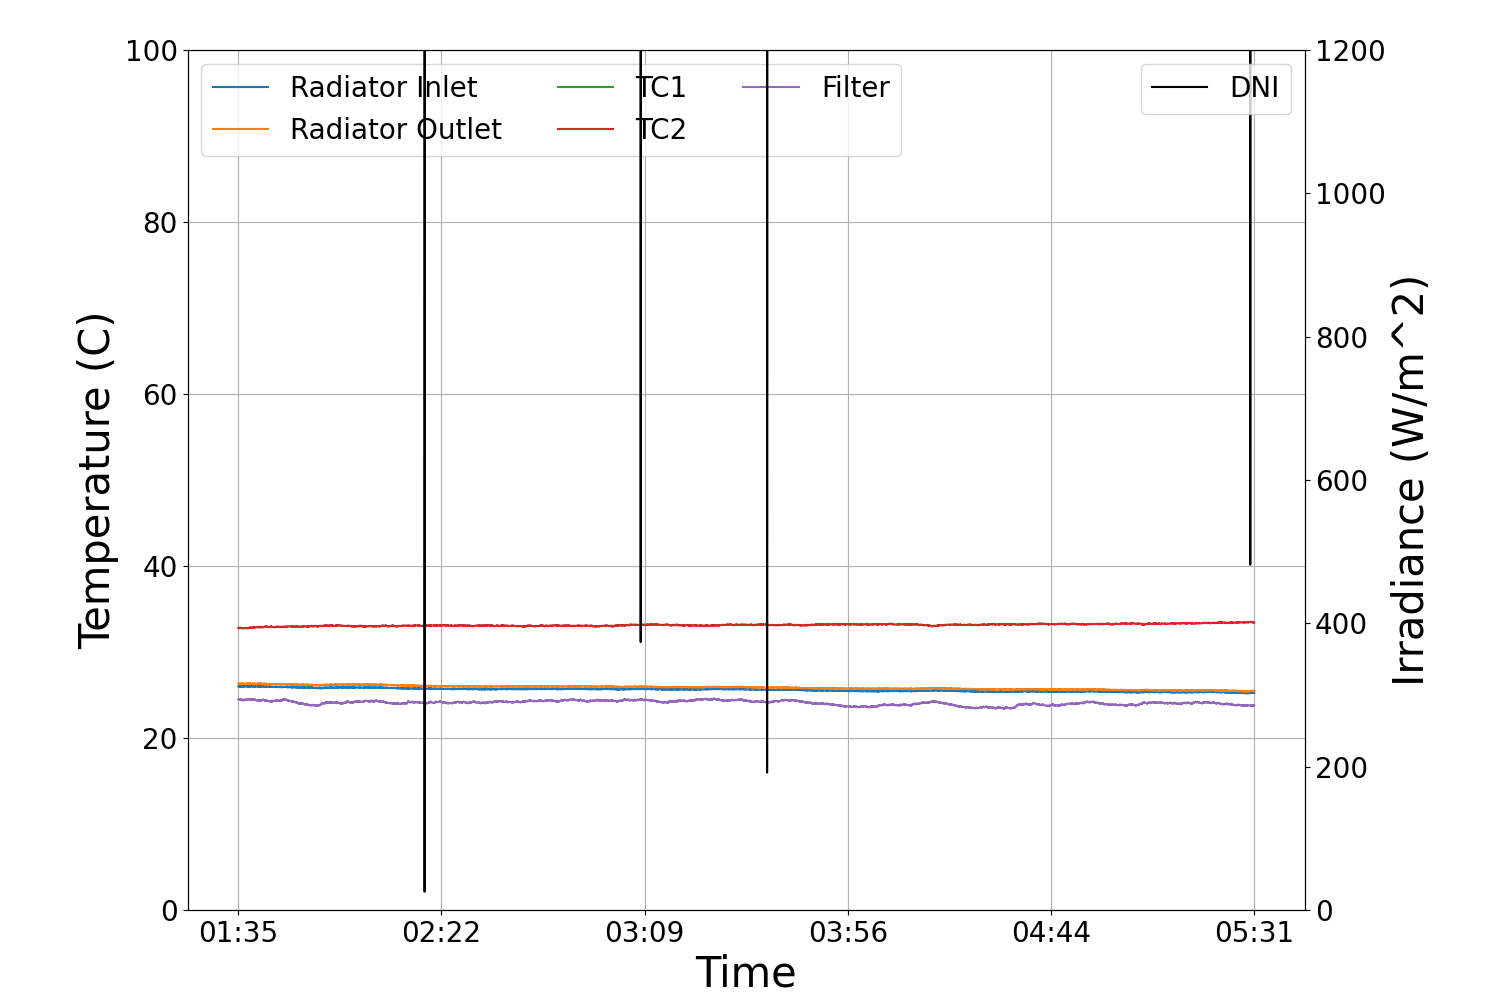 Radiator Inlet
Radiator Outlet
TC1
TC2
Filter
DNI
100
80
60
40
20
0
Temperature (C)
1200
1000
800
600
400
200
0
Irradiance (W/m^2)
01:35 02:22 03:09 03:56 04:44 05:31
Time